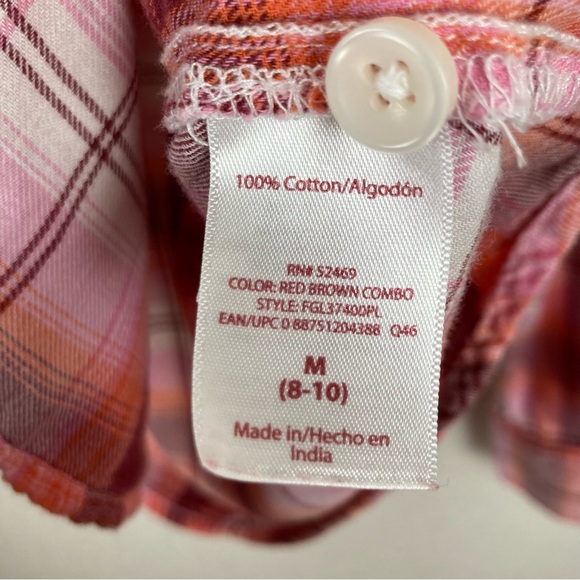 100% Cotton/Algodón
RN# 52469
COLOR: RED BROWN COMBO
STYLE: FGL37400PL
EAN/UPC 0 88751204388 Q46
M
(8-10)
Made in/Hecho en
India